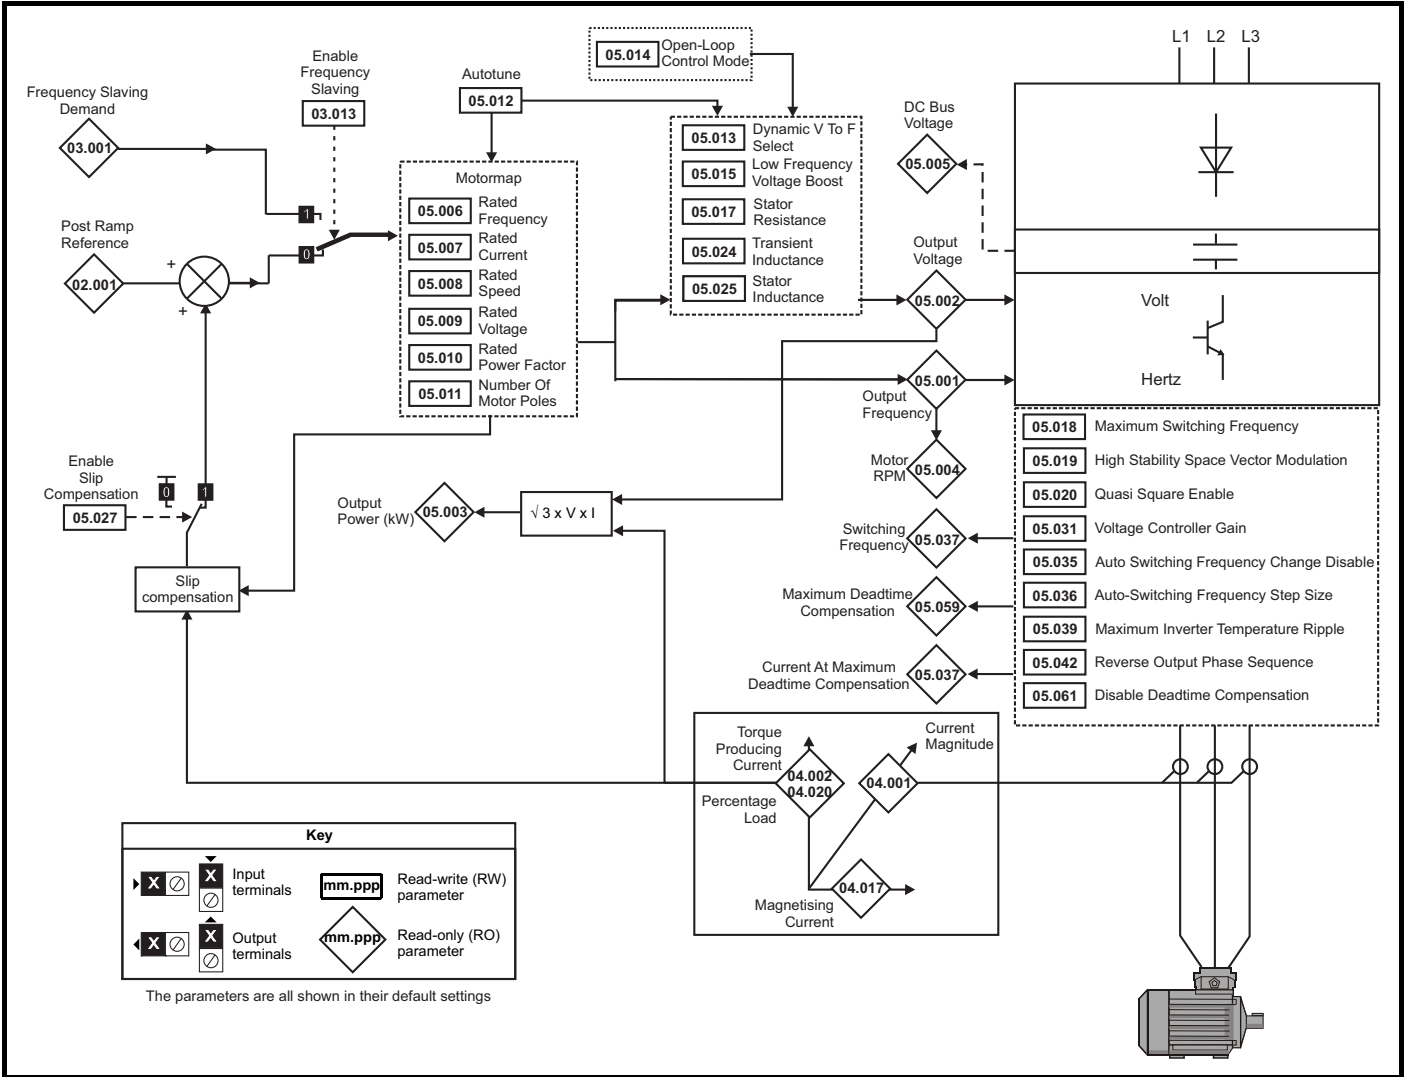 Frequency Slaving
Demand
03.001
Enable
Frequency
Slaving
03.013
1
0
Post Ramp
Reference
02.001
+
+
Autotune
05.012
05.014
Open-Loop
Control Mode
Motormap
05.006
Rated
Frequency
05.007
Rated
Current
05.008
Rated
Speed
05.009
Rated
Voltage
05.010
Rated
Power Factor
05.011
Number Of
Motor Poles
05.013
Dynamic V To F
Select
05.015
Low Frequency
Voltage Boost
05.017
Stator
Resistance
05.024
Transient
Inductance
05.025
Stator
Inductance
DC Bus
Voltage
05.005
Output
Voltage
05.002
05.001
Output
Frequency
Motor
RPM
05.004
L1 L2 L3
Volt
Hertz
05.018 Maximum Switching Frequency
05.019 High Stability Space Vector Modulation
05.020 Quasi Square Enable
05.031 Voltage Controller Gain
05.035 Auto Switching Frequency Change Disable
05.036 Auto-Switching Frequency Step Size
05.039 Maximum Inverter Temperature Ripple
05.042 Reverse Output Phase Sequence
05.061 Disable Deadtime Compensation
Switching
Frequency
05.037
Maximum Deadtime
Compensation
05.059
Current At Maximum
Deadtime Compensation
05.037
Enable
Slip
Compensation
05.027
0
1
Slip
compensation
Output
Power (kW)
05.003
√ 3 x V x I
Torque
Producing
Current
04.002
04.020
Percentage
Load
Current
Magnitude
04.001
04.017
Magnetising
Current
Key
X
X
Input
terminals
X
X
Output
terminals
mm.ppp
Read-write (RW)
parameter
mm.ppp
Read-only (RO)
parameter
The parameters are all shown in their default settings